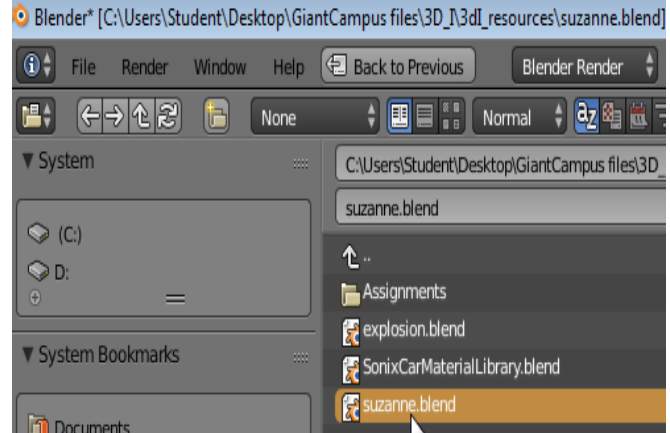 Blender* [C:\Users\Student\Desktop\GiantCampus files\3D_I\3dI_resources\suzanne.blend]
File Render Window Help Back to Previous Blender Render
None Normal
System
C:\Users\Student\Desktop\GiantCampus files\3D_
suzanne.blend
(C:)
D:
..
Assignments
explosion.blend
System Bookmarks
SonixCarMaterialLibrary.blend
suzanne.blend
Documents